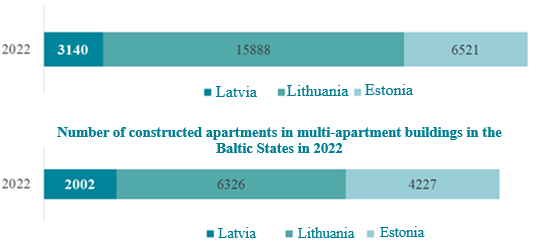 2022 3140 15888 6521
Latvia Lithuania Estonia
Number of constructed apartments in multi-apartment buildings in the
Baltic States in 2022
2022 2002 6326 4227
Latvia Lithuania Estonia